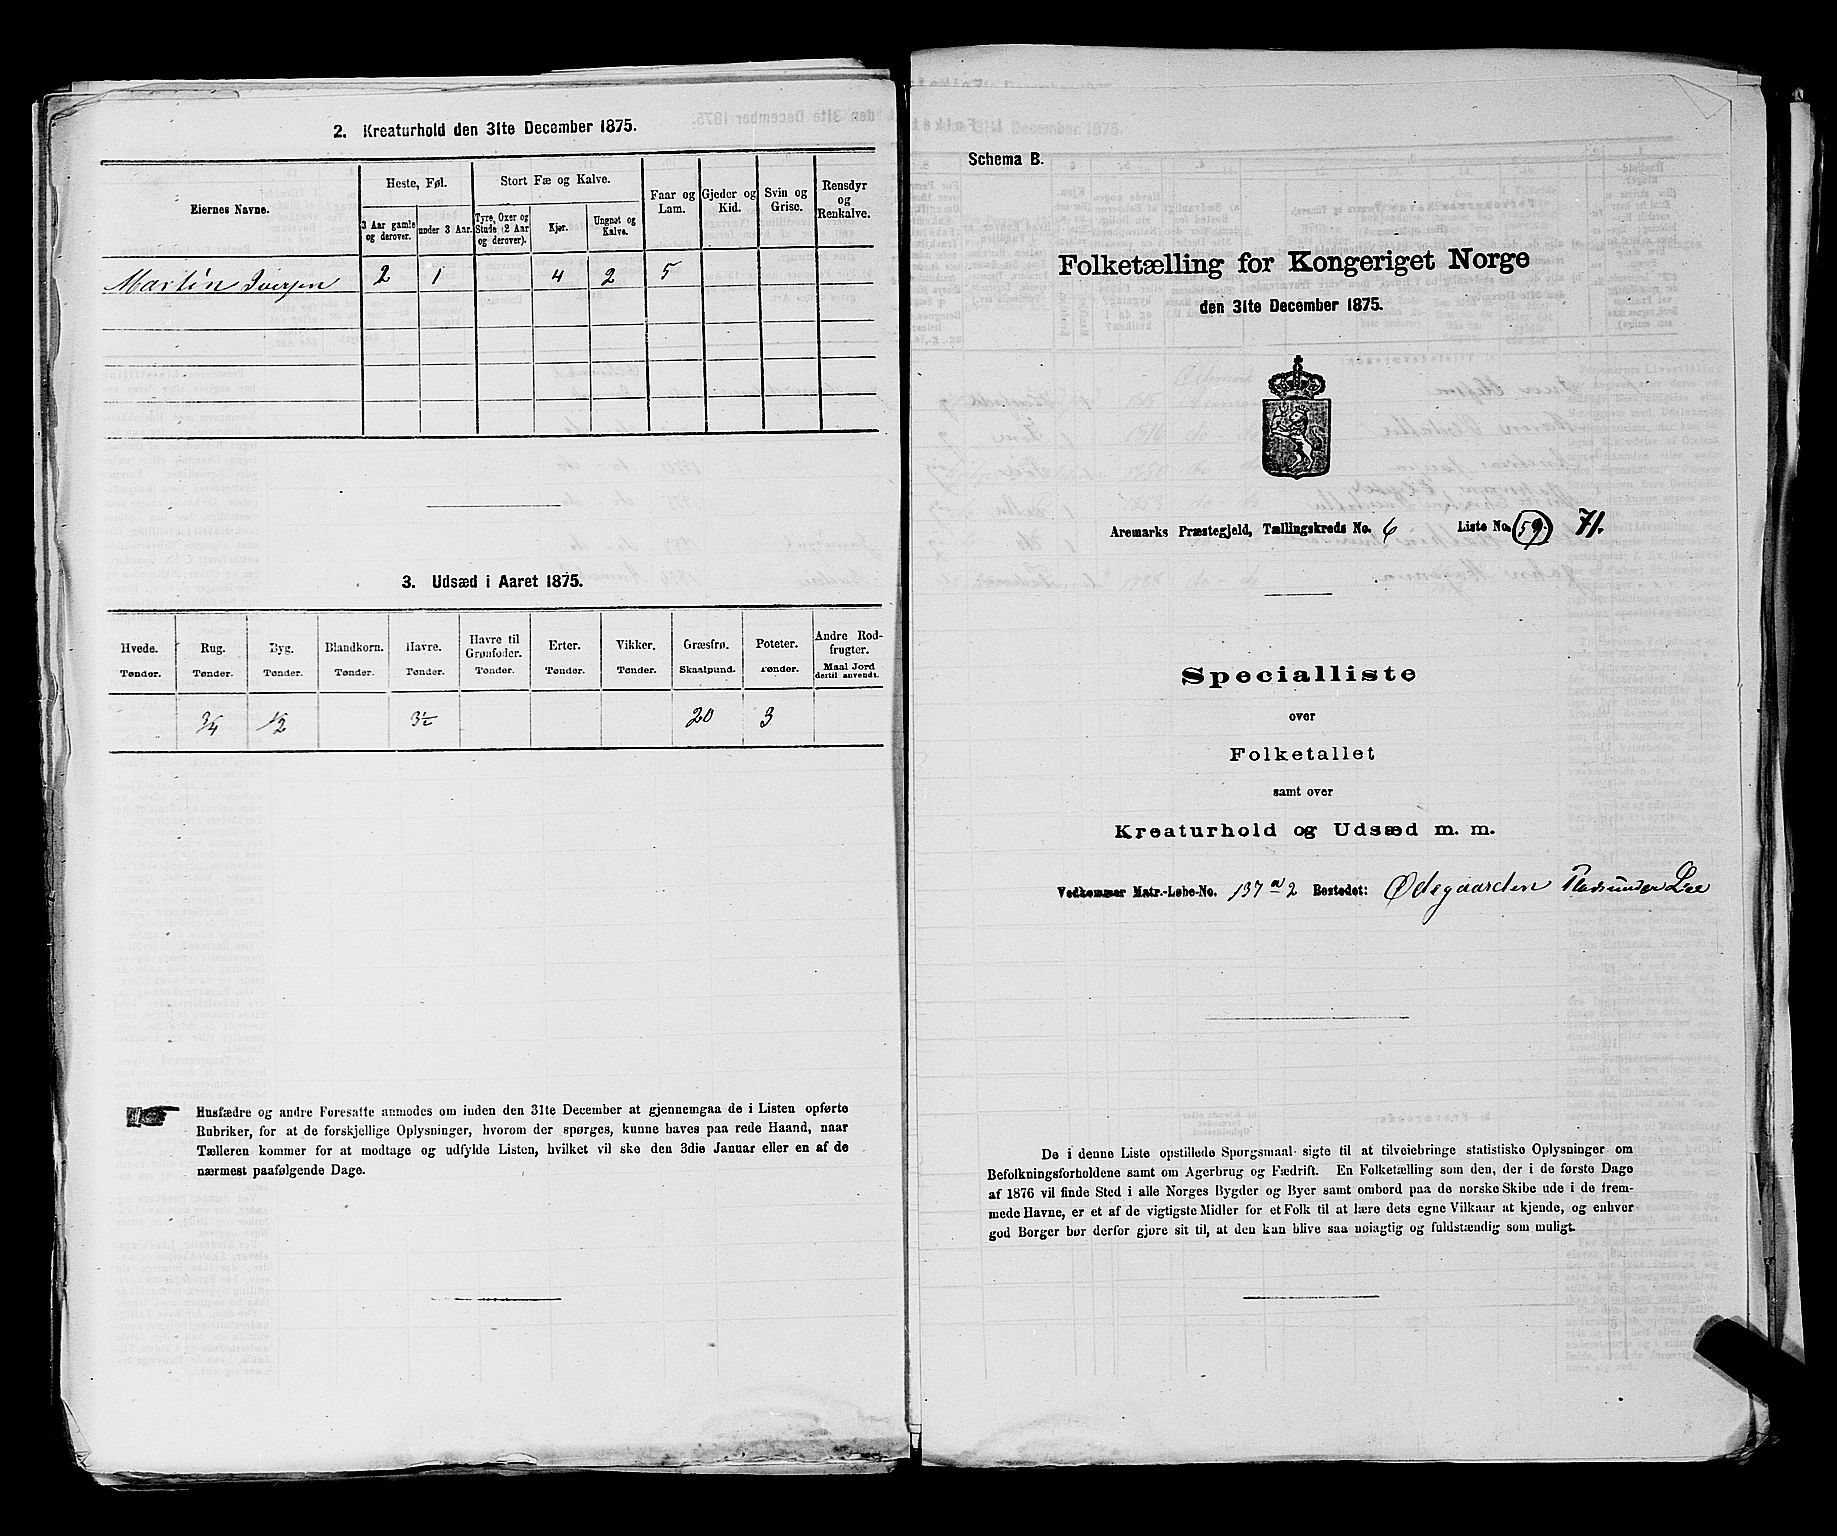 2. Kreaturhold den 31te December 1875.
Eiernes Navne.
Heste, Føl.
Stort Fæ og Kalve.
Faar og Lam.
Gjeder og Kid.
Svin og Grise.
Rensdyr og Renkalve.
3 Aar gamle og derover.
under 3 Aar.
Tyre, Oxer og Stude (2 Aar og derover).
Kjør.
Ungnøt og Kalve.
Martin Iversen 2 1 4 2 5
3. Udsæd i Aaret 1875.
Hvede. Rug. Byg. Blandkorn. Havre. Havre til Grønfoder. Erter. Vikker. Græsfrø. Poteter. Andre Rodfrugter.
Tønder. Tønder. Tønder. Tønder. Tønder. Tønder. Tønder. Tønder. Skaalpund. Tønder. Maal Jord dertil anvendt.
3/4 1/2 3½ 20 3
Husfædre og andre Foresatte anmodes om inden den 31te December at gjennemgaa de i Listen opførte
Rubriker, for at de forskjellige Oplysninger, hvorom der spørges, kunne haves paa rede Haand, naar
Tælleren kommer for at modtage og udfylde Listen, hvilket vil ske den 3die Januar eller en af de
nærmest paafølgende Dage.
Schema B.
Folketælling for Kongeriget Norge
den 31te December 1875.
Aremarks Præstegjeld, Tællingskreds No. 6 Liste No. 59. 71.
Specialliste
over
Folketallet
samt over
Kreaturhold og Udsæd m. m.
Vedkommer Matr.-Løbe-No. 137 a 2 Bostedet: Ødegaarden Plads under Lie
De i denne Liste opstillede Spørgsmaal sigte til at tilveiebringe statistiske Oplysninger om
Befolkningsforholdene samt om Agerbrug og Fædrift. En Folketælling som den, der i de første Dage
af 1876 vil finde Sted i alle Norges Bygder og Byer samt ombord paa de norske Skibe ude i de frem-
mede Havne, er et af de vigtigste Midler for et Folk til at lære dets egne Vilkaar at kjende, og enhver
god Borger bør derfor gjøre sit til, at den kan blive saa nøiagtig og fuldstændig som muligt.